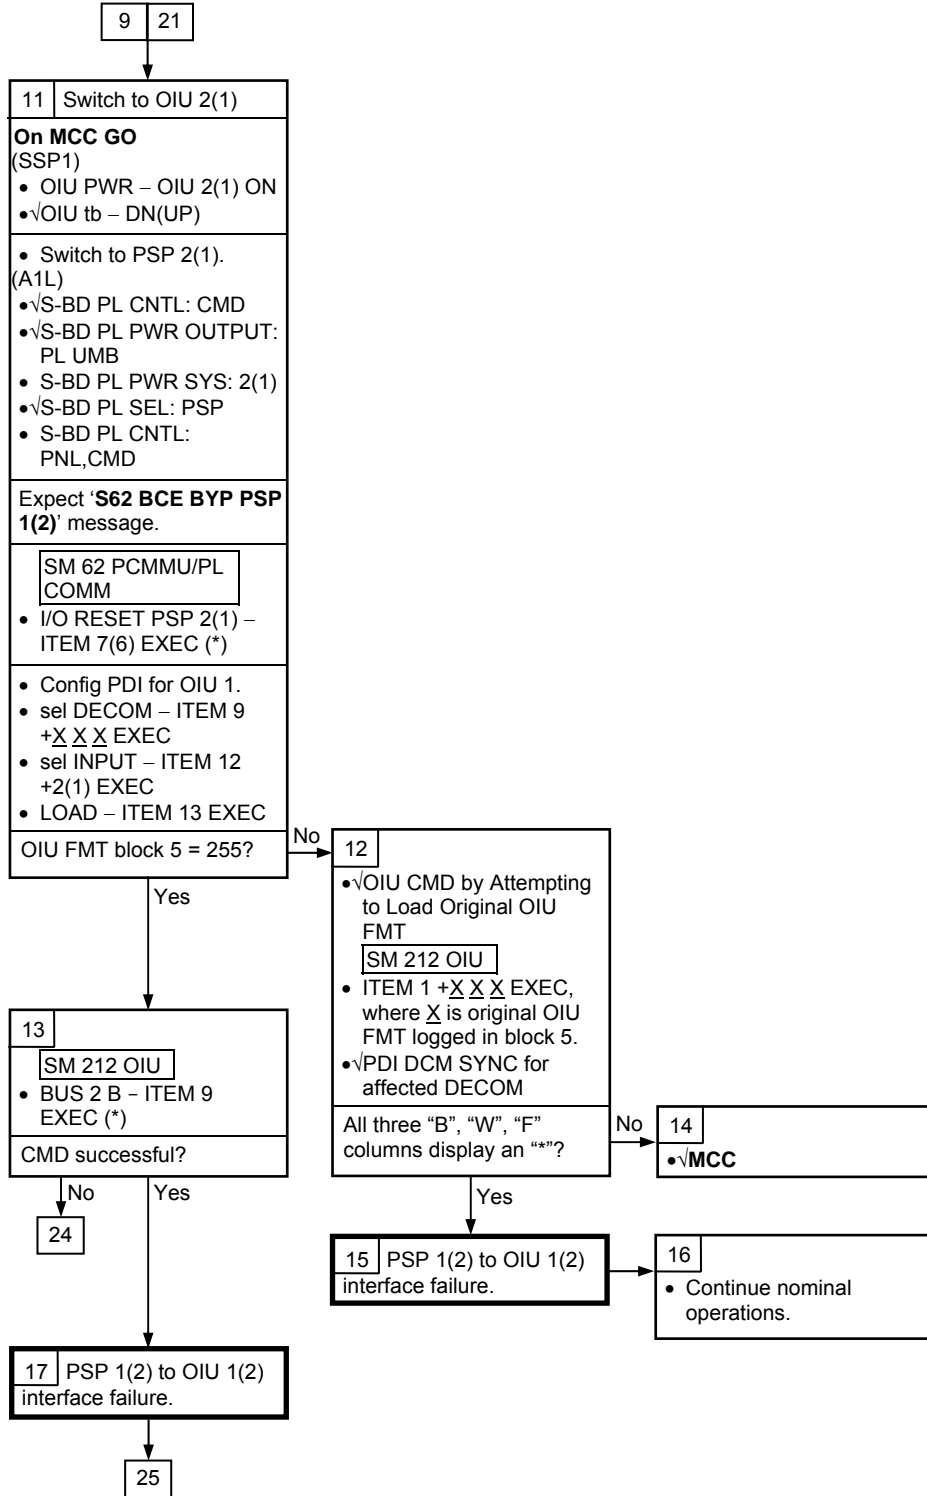 9 21
11 Switch to OIU 2(1)
On MCC GO
(SSP1)
• OIU PWR – OIU 2(1) ON
•√OIU tb – DN(UP)
• Switch to PSP 2(1).
(A1L)
•√S-BD PL CNTL: CMD
•√S-BD PL PWR OUTPUT:
PL UMB
• S-BD PL PWR SYS: 2(1)
•√S-BD PL SEL: PSP
• S-BD PL CNTL:
PNL,CMD
Expect ‘S62 BCE BYP PSP
1(2)’ message.
SM 62 PCMMU/PL
COMM
• I/O RESET PSP 2(1) –
ITEM 7(6) EXEC (*)
• Config PDI for OIU 1.
• sel DECOM – ITEM 9
+X X X EXEC
• sel INPUT – ITEM 12
+2(1) EXEC
• LOAD – ITEM 13 EXEC
OIU FMT block 5 = 255?
No
Yes
12
•√OIU CMD by Attempting
to Load Original OIU
FMT
SM 212 OIU
• ITEM 1 +X X X EXEC,
where X is original OIU
FMT logged in block 5.
•√PDI DCM SYNC for
affected DECOM
All three “B”, “W”, “F”
columns display an “*”?
No
Yes
13
SM 212 OIU
• BUS 2 B – ITEM 9
EXEC (*)
CMD successful?
No
Yes
24
14
•√MCC
15 PSP 1(2) to OIU 1(2)
interface failure.
16
• Continue nominal
operations.
17 PSP 1(2) to OIU 1(2)
interface failure.
25